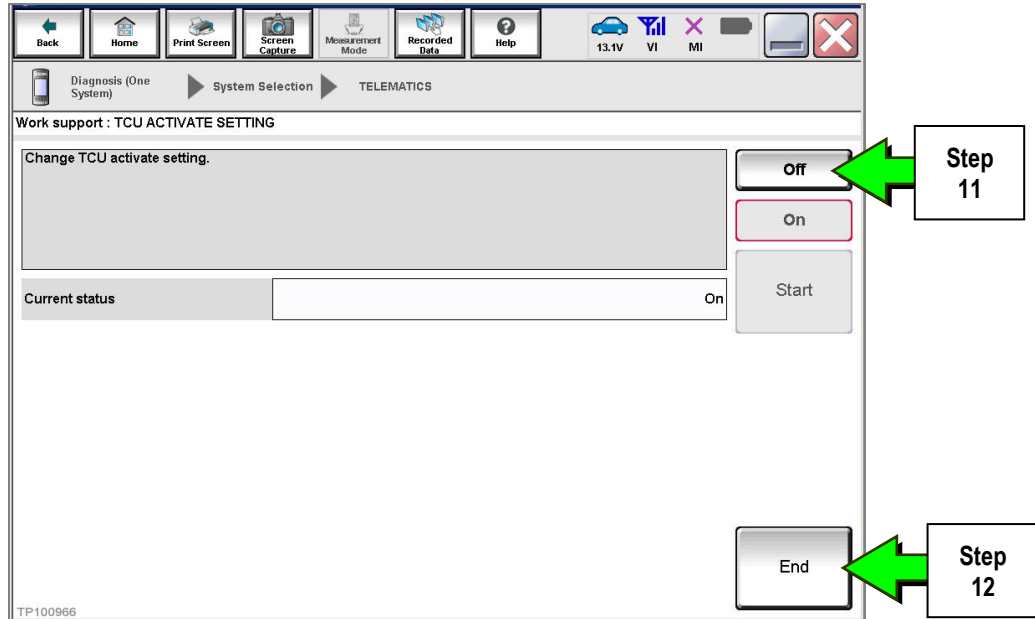 Back
Home
Print Screen
Screen
Capture
Measurement
Mode
Recorded
Data
Help
13.1V
VI
MI
Diagnosis (One
System)
System Selection
TELEMATICS
Work support : TCU ACTIVATE SETTING
Change TCU activate setting.
Off
Step
11
On
Current status
On
Start
End
Step
12
TP100966